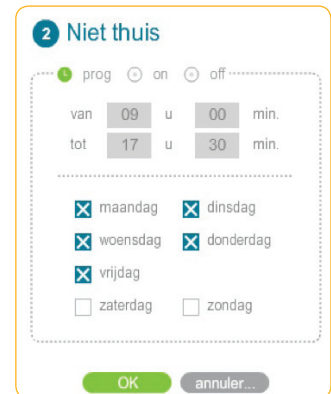 2 Niet thuis
prog on off
van 09 u 00 min.
tot 17 u 30 min.
maandag dinsdag
woensdag donderdag
vrijdag
zaterdag zondag
OK annuler...